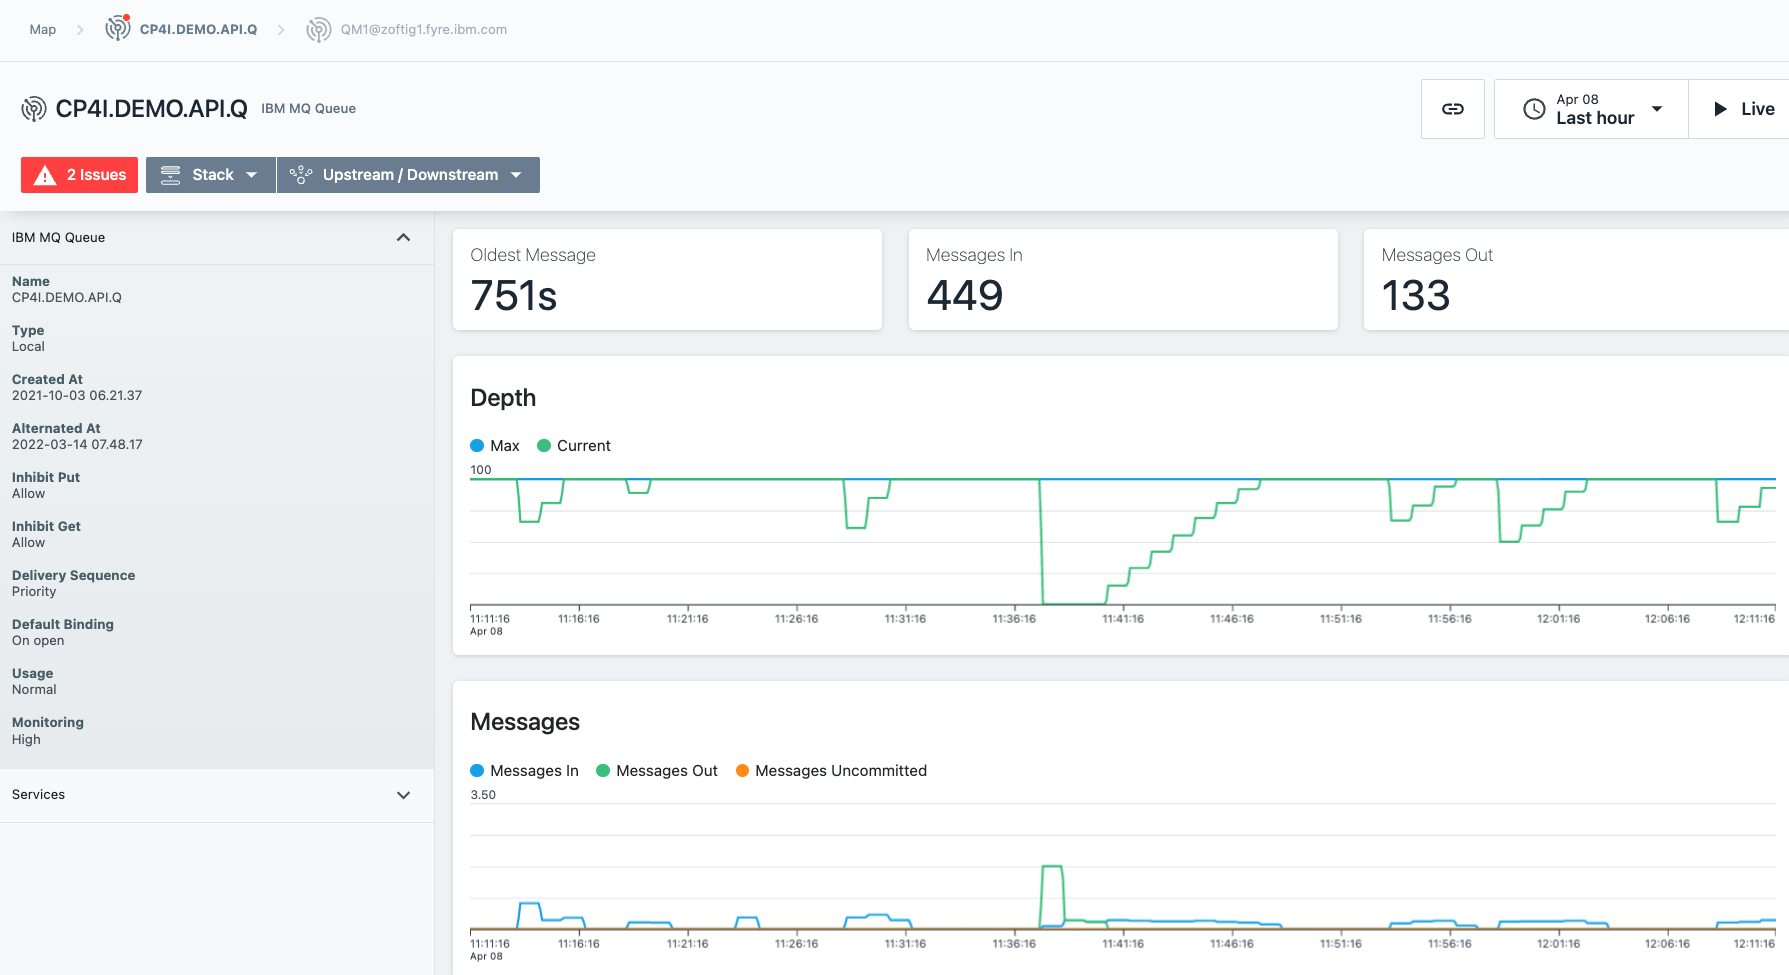 Map CP4I.DEMO.API.Q QM1@zoftig1.fyre.ibm.com
CP4I.DEMO.API.Q IBM MQ Queue
Apr 08
Last hour
Live
2 Issues Stack Upstream / Downstream
IBM MQ Queue
Name
CP4I.DEMO.API.Q
Type
Local
Created At
2021-10-03 06.21.37
Alternated At
2022-03-14 07.48.17
Inhibit Put
Allow
Inhibit Get
Allow
Delivery Sequence
Priority
Default Binding
On open
Usage
Normal
Monitoring
High
Services
Oldest Message
751s
Messages In
449
Messages Out
133
Depth
Max Current
100
11:11:16 11:16:16 11:21:16 11:26:16 11:31:16 11:36:16 11:41:16 11:46:16 11:51:16 11:56:16 12:01:16 12:06:16 12:11:16
Apr 08
Messages
Messages In Messages Out Messages Uncommitted
3.50
11:11:16 11:16:16 11:21:16 11:26:16 11:31:16 11:36:16 11:41:16 11:46:16 11:51:16 11:56:16 12:01:16 12:06:16 12:11:16
Apr 08